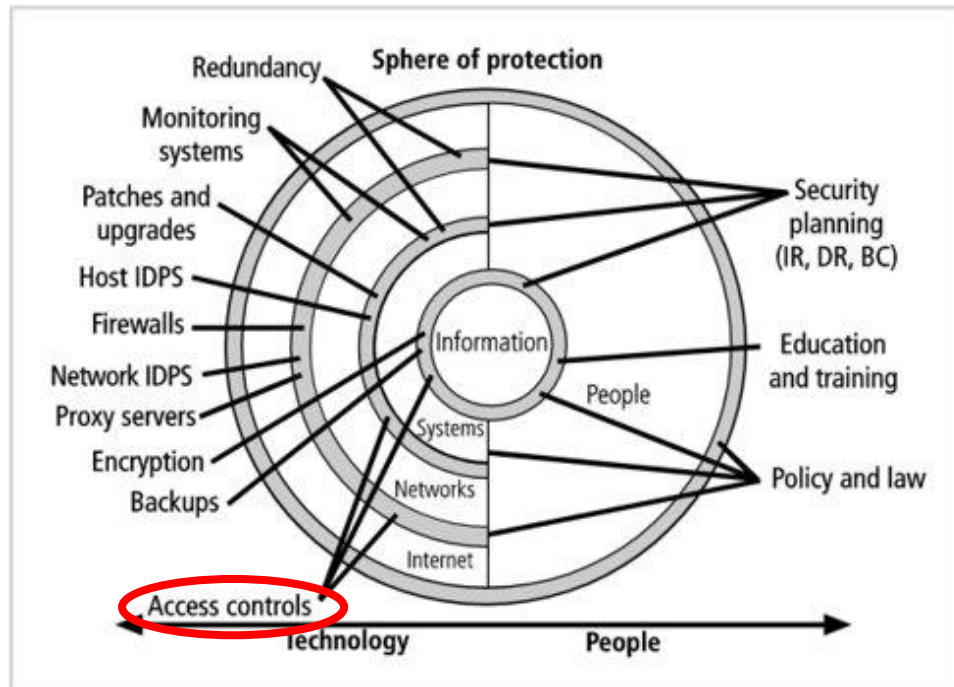 Sphere of protection
Redundancy
Monitoring
systems
Patches and
upgrades
Host IDPS
Firewalls
Network IDPS
Proxy servers
Encryption
Backups
Access controls
Information
Systems
Networks
Internet
People
Security
planning
(IR, DR, BC)
Education
and training
Policy and law
Technology
People